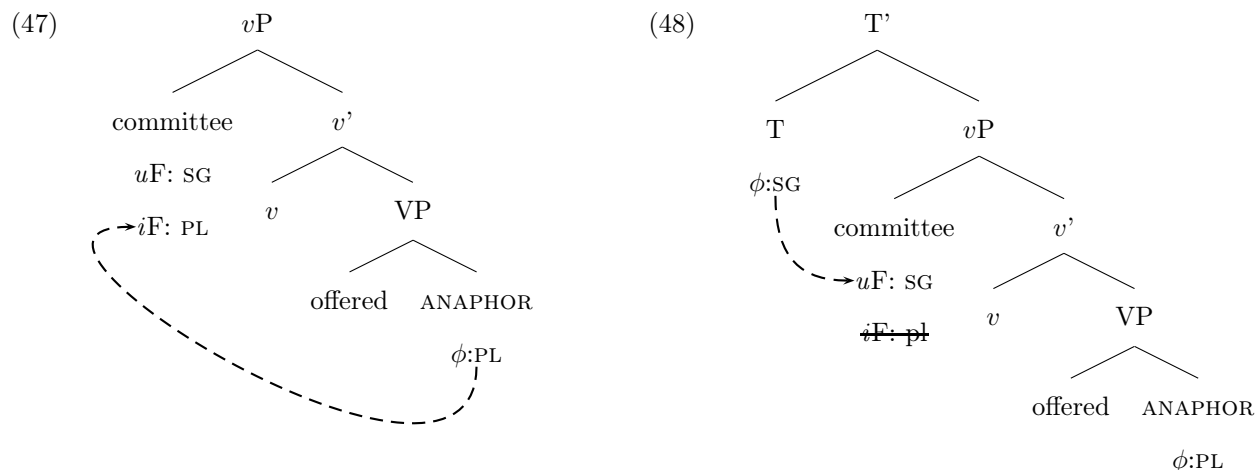 (47)
vP
committee
v'
uF: SG
iF: PL
v
VP
offered
ANAPHOR
ϕ:PL
(48)
T'
T
vP
ϕ:SG
committee
v'
uF: SG
iF: pl
v
VP
offered
ANAPHOR
ϕ:PL